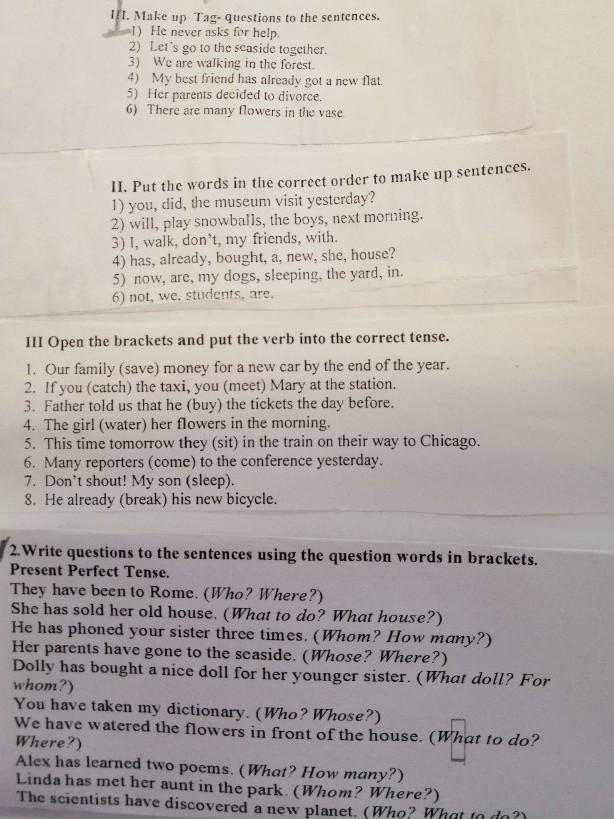 III. Make up Tag- questions to the sentences.
1) He never asks for help.
2) Let's go to the seaside together.
3) We are walking in the forest.
4) My best friend has already got a new flat.
5) Her parents decided to divorce.
6) There are many flowers in the vase.
II. Put the words in the correct order to make up sentences.
1) you, did, the museum visit yesterday?
2) will, play snowballs, the boys, next morning.
3) I, walk, don't, my friends, with.
4) has, already, bought, a, new, she, house?
5) now, are, my dogs, sleeping, the yard, in.
6) not, we, students, are.
III Open the brackets and put the verb into the correct tense.
1. Our family (save) money for a new car by the end of the year.
2. If you (catch) the taxi, you (meet) Mary at the station.
3. Father told us that he (buy) the tickets the day before.
4. The girl (water) her flowers in the morning.
5. This time tomorrow they (sit) in the train on their way to Chicago.
6. Many reporters (come) to the conference yesterday.
7. Don't shout! My son (sleep).
8. He already (break) his new bicycle.
2.Write questions to the sentences using the question words in brackets.
Present Perfect Tense.
They have been to Rome. (Who? Where?)
She has sold her old house. (What to do? What house?)
He has phoned your sister three times. (Whom? How many?)
Her parents have gone to the seaside. (Whose? Where?)
Dolly has bought a nice doll for her younger sister. (What doll? For
whom?)
You have taken my dictionary. (Who? Whose?)
We have watered the flowers in front of the house. (What to do?
Where?)
Alex has learned two poems. (What? How many?)
Linda has met her aunt in the park. (Whom? Where?)
The scientists have discovered a new planet. (Who? What to do?)